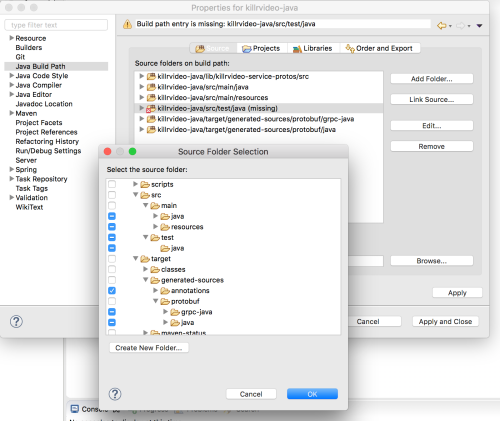 Properties for killrvideo-java
type filter text
Build path entry is missing: killrvideo-java/src/test/java
Resource
Builders
Git
Java Build Path
Java Code Style
Java Compiler
Java Editor
Javadoc Location
Maven
Project Facets
Project References
Refactoring History
Run/Debug Settings
Server
Spring
Task Repository
Task Tags
Validation
WikiText
Source
Projects
Libraries
Order and Export
Source folders on build path:
killrvideo-java/lib/killrvideo-service-protos/src
killrvideo-java/src/main/java
killrvideo-java/src/main/resources
killrvideo-java/src/test/java (missing)
killrvideo-java/target/generated-sources/protobuf/grpc-java
killrvideo-java/target/generated-sources/protobuf/java
Add Folder...
Link Source...
Edit...
Remove
Browse...
Apply
Cancel
Apply and Close
Source Folder Selection
Select the source folder:
scripts
src
main
java
resources
test
java
target
classes
generated-sources
annotations
protobuf
grpc-java
java
maven-status
Create New Folder...
Cancel
OK
Console